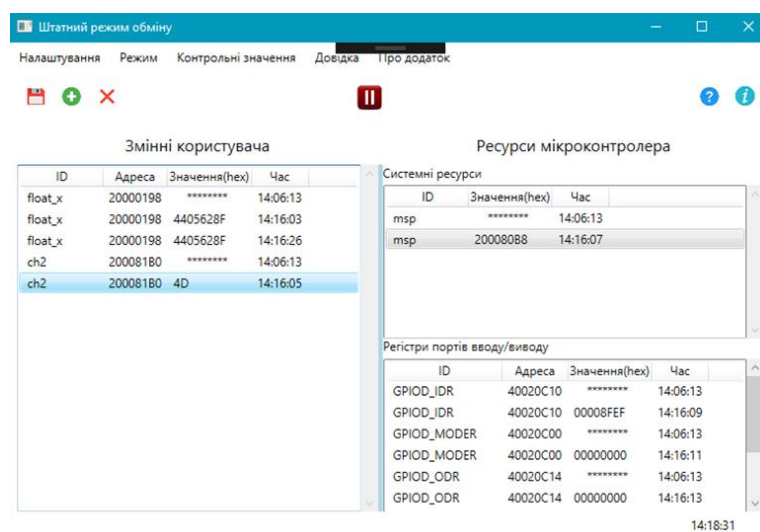 Штатний режим обміну
Налаштування Режим Контрольні значення Довідка Про додаток
Змінні користувача
ID Адреса Значення(hex) Час
float_x 20000198 ******** 14:06:13
float_x 20000198 4405628F 14:16:03
float_x 20000198 4405628F 14:16:26
ch2 200081B0 ******** 14:06:13
ch2 200081B0 4D 14:16:05
Ресурси мікроконтролера
Системні ресурси
ID Значення(hex) Час
msp ******** 14:06:13
msp 200080B8 14:16:07
Регістри портів вводу/виводу
ID Адреса Значення(hex) Час
GPIOD_IDR 40020C10 ******** 14:06:13
GPIOD_IDR 40020C10 00008FEF 14:16:09
GPIOD_MODER 40020C00 ******** 14:06:13
GPIOD_MODER 40020C00 00000000 14:16:11
GPIOD_ODR 40020C14 ******** 14:06:13
GPIOD_ODR 40020C14 00000000 14:16:13
14:18:31